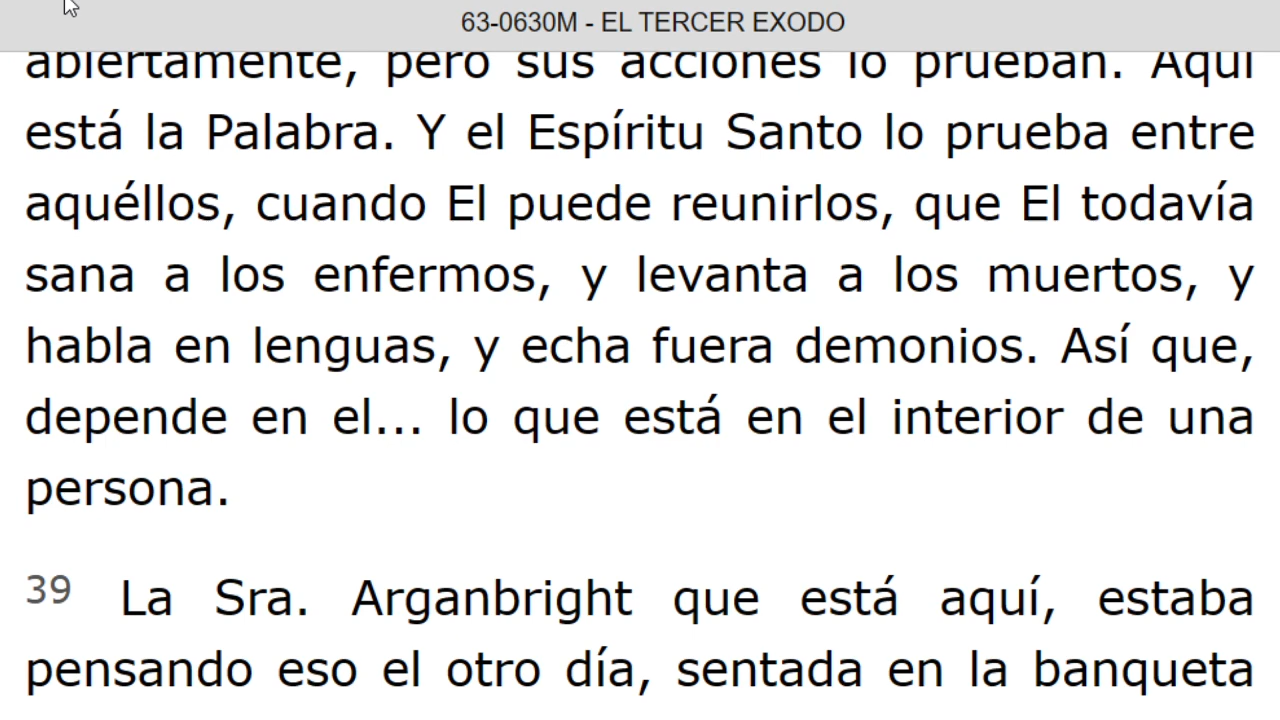 63-0630M - EL TERCER EXODO
abiertamente, pero sus acciones lo prueban. Aquí
está la Palabra. Y el Espíritu Santo lo prueba entre
aquéllos, cuando El puede reunirlos, que El todavía
sana a los enfermos, y levanta a los muertos, y
habla en lenguas, y echa fuera demonios. Así que,
depende en el... lo que está en el interior de una
persona.
39 La Sra. Arganbright que está aquí, estaba
pensando eso el otro día, sentada en la banqueta